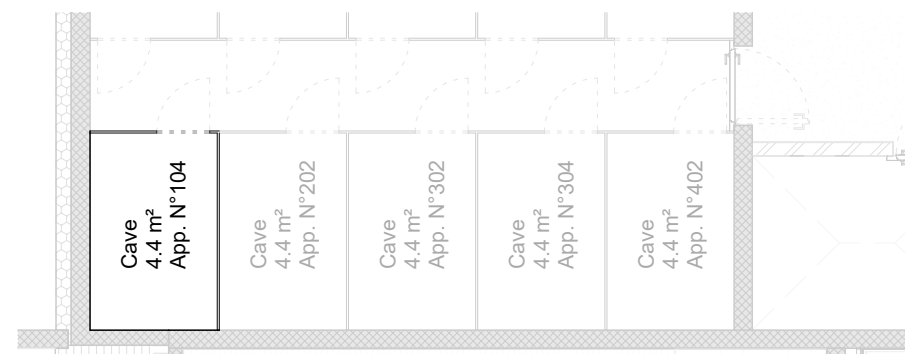 Cave
4.4 m²
App. N°104
Cave
4.4 m²
App. N°202
Cave
4.4 m²
App. N°302
Cave
4.4 m²
App. N°304
Cave
4.4 m²
App. N°402